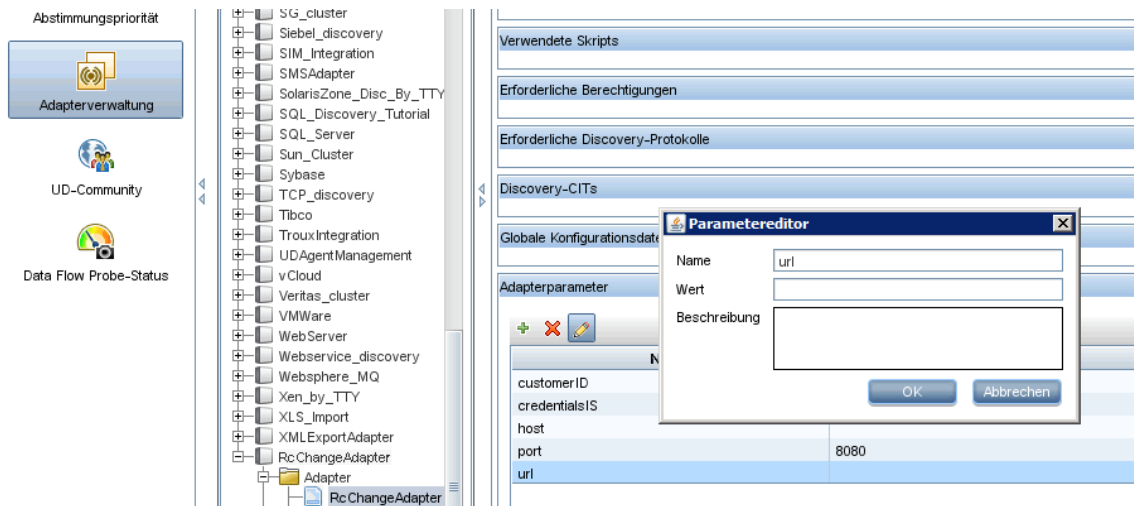 Abstimmungspriorität
Adapterverwaltung
UD-Community
Data Flow Probe-Status
SG_cluster
Siebel_discovery
SIM_Integration
SMSAdapter
SolarisZone_Disc_By_TTY
SQL_Discovery_Tutorial
SQL_Server
Sun_Cluster
Sybase
TCP_discovery
Tibco
TrouxIntegration
UDAgentManagement
vCloud
Veritas_cluster
VMWare
WebServer
Webservice_discovery
Websphere_MQ
Xen_by_TTY
XLS_Import
XMLExportAdapter
RcChangeAdapter
Adapter
RcChangeAdapter
Verwendete Skripts
Erforderliche Berechtigungen
Erforderliche Discovery-Protokolle
Discovery-CITs
Globale Konfigurationsdate
Adapterparameter
N
customerID
credentialsIS
host
port 8080
url
Parametereditor
Name url
Wert
Beschreibung
OK Abbrechen